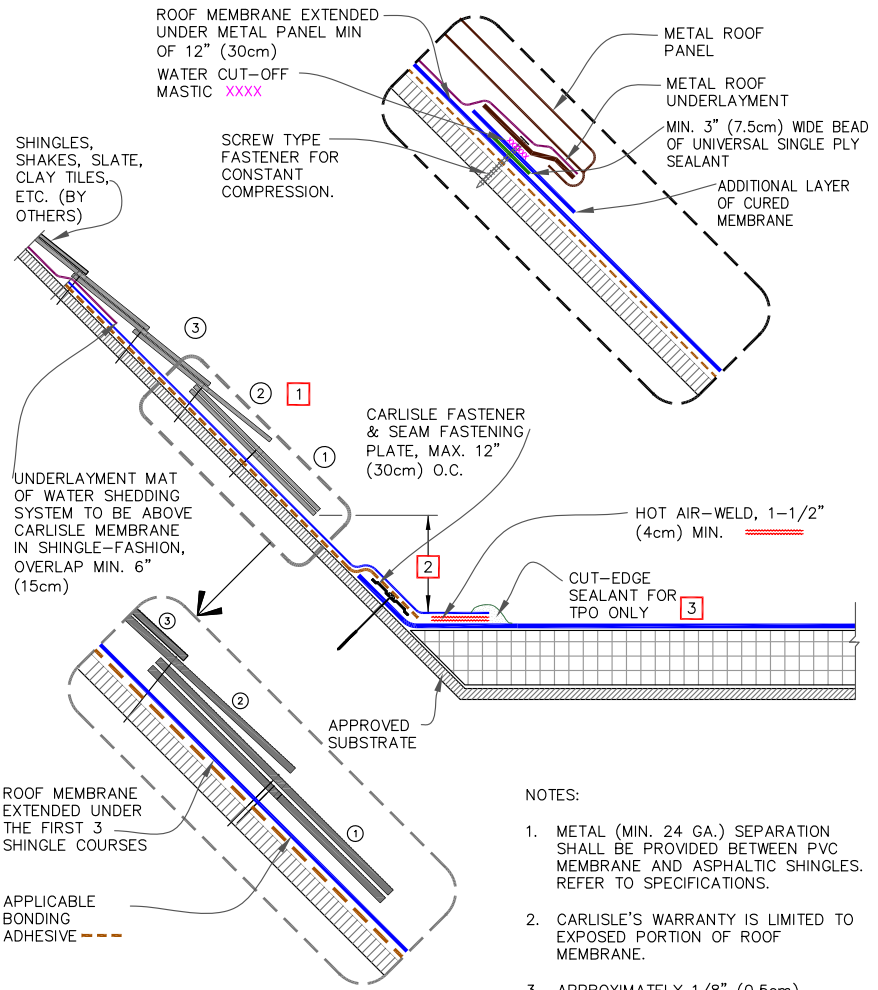 ROOF MEMBRANE EXTENDED
UNDER METAL PANEL MIN
OF 12" (30cm)
WATER CUT-OFF
MASTIC XXXX
METAL ROOF
PANEL
METAL ROOF
UNDERLAYMENT
MIN. 3" (7.5cm) WIDE BEAD
OF UNIVERSAL SINGLE PLY
SEALANT
ADDITIONAL LAYER
OF CURED
MEMBRANE
SCREW TYPE
FASTENER FOR
CONSTANT
COMPRESSION.
XXXXX
SHINGLES,
SHAKES, SLATE,
CLAY TILES,
ETC. (BY
OTHERS)
3
2
1
1
CARLISLE FASTENER
& SEAM FASTENING
PLATE, MAX. 12"
(30cm) O.C.
UNDERLAYMENT MAT
OF WATER SHEDDING
SYSTEM TO BE ABOVE
CARLISLE MEMBRANE
IN SHINGLE-FASHION,
OVERLAP MIN. 6"
(15cm)
HOT AIR-WELD, 1-1/2"
(4cm) MIN.
2
CUT-EDGE
SEALANT FOR
TPO ONLY
3
3
2
1
APPROVED
SUBSTRATE
ROOF MEMBRANE
EXTENDED UNDER
THE FIRST 3
SHINGLE COURSES
APPLICABLE
BONDING
ADHESIVE
NOTES:
1. METAL (MIN. 24 GA.) SEPARATION
SHALL BE PROVIDED BETWEEN PVC
MEMBRANE AND ASPHALTIC SHINGLES.
REFER TO SPECIFICATIONS.
2. CARLISLE'S WARRANTY IS LIMITED TO
EXPOSED PORTION OF ROOF
MEMBRANE.
3. APPROXIMATELY 1/8" (0.5cm)